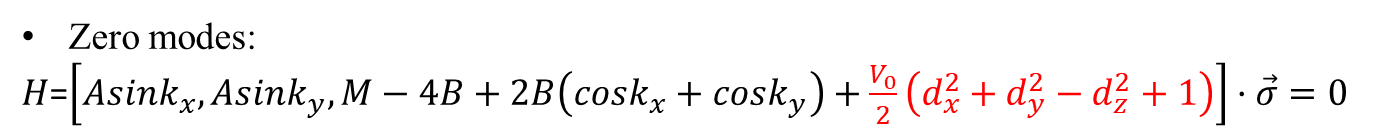 • Zero modes:
H=[Asink_x, Asink_y, M − 4B + 2B(cosk_x + cosk_y) + V_0/2 (d_x^2 + d_y^2 − d_z^2 + 1)] · σ⃗ = 0